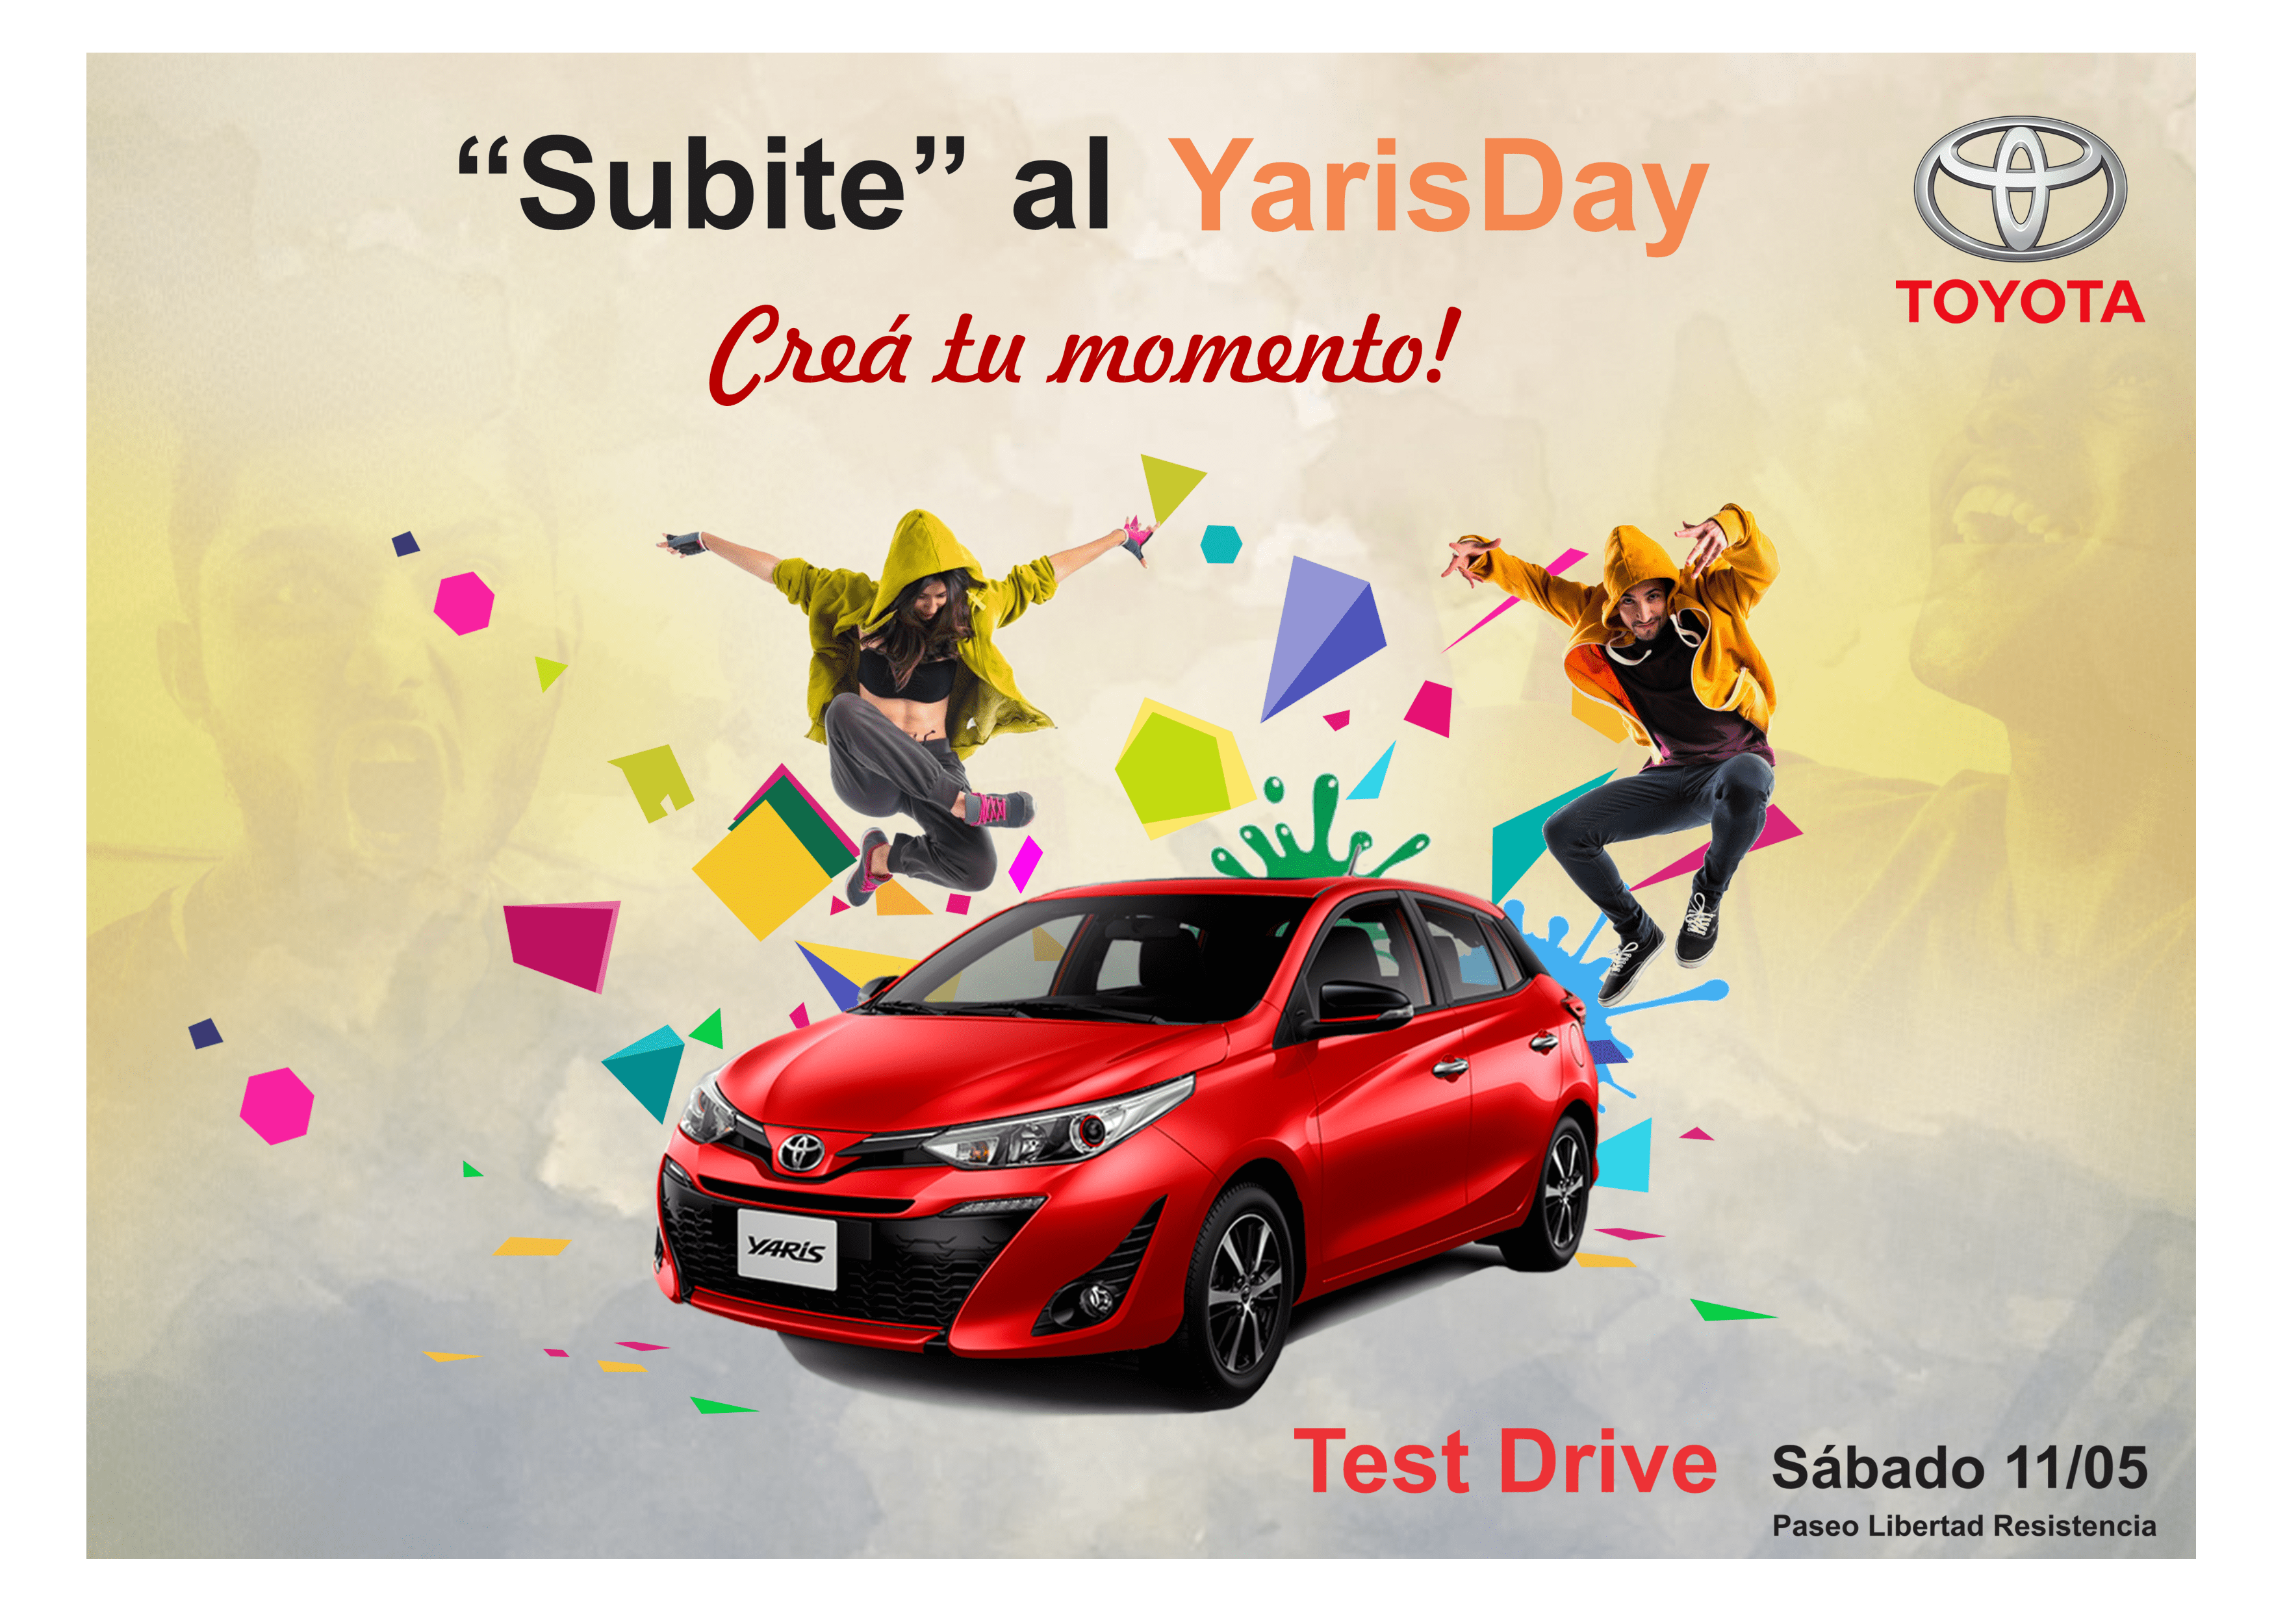 “Subite” al YarisDay
TOYOTA
Creá tu momento!
YARIS
Test Drive Sábado 11/05
Paseo Libertad Resistencia